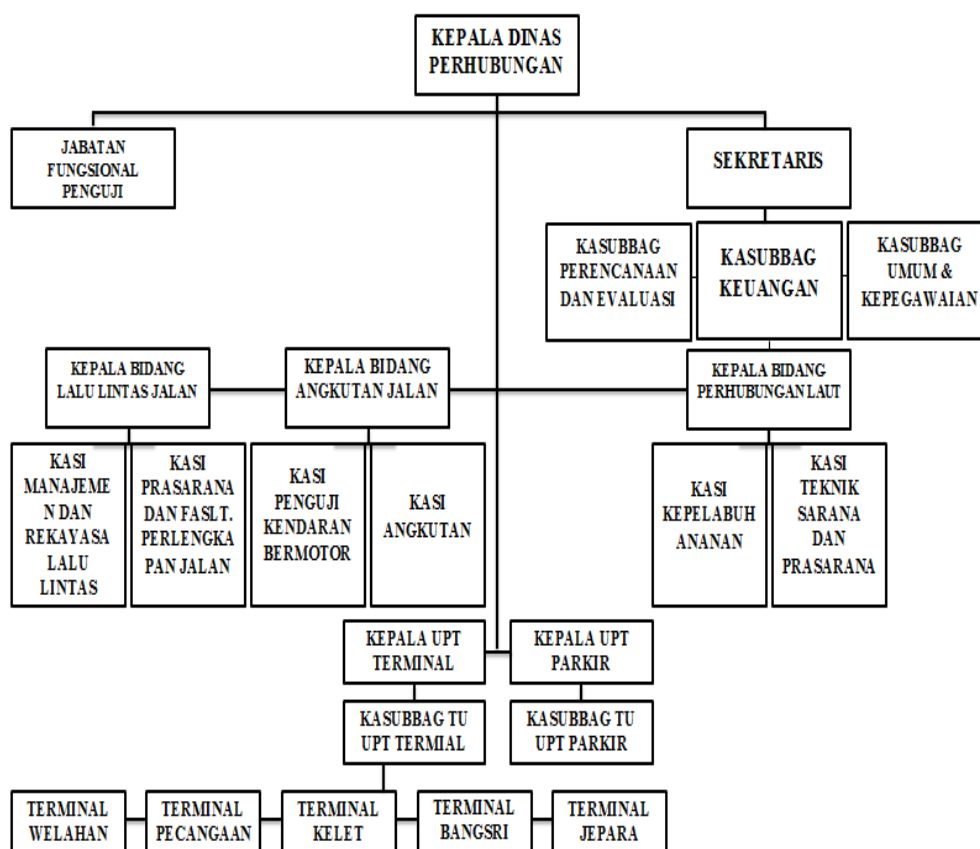 KEPALA DINAS
PERHUBUNGAN
JABATAN
FUNGSIONAL
PENGUJI
SEKRETARIS
KASUBBAG
PERENCANAAN
DAN EVALUASI
KASUBBAG
KEUANGAN
KASUBBAG
UMUM &
KEPEGAWAIAN
KEPALA BIDANG
LALU LINTAS JALAN
KEPALA BIDANG
ANGKUTAN JALAN
KEPALA BIDANG
PERHUBUNGAN LAUT
KASI
MANAJEME
N DAN
REKAYASA
LALU
LINTAS
KASI
PRASARANA
DAN FASLT.
PERLENGKA
PAN JALAN
KASI
PENGUJI
KENDARAN
BERMOTOR
KASI
ANGKUTAN
KASI
KEPELABUH
ANANAN
KASI
TEKNIK
SARANA
DAN
PRASARANA
KEPALA UPT
TERMINAL
KEPALA UPT
PARKIR
KASUBBAG TU
UPT TERMIAL
KASUBBAG TU
UPT PARKIR
TERMINAL
WELAHAN
TERMINAL
PECANGAAN
TERMINAL
KELET
TERMINAL
BANGSRI
TERMINAL
JEPARA